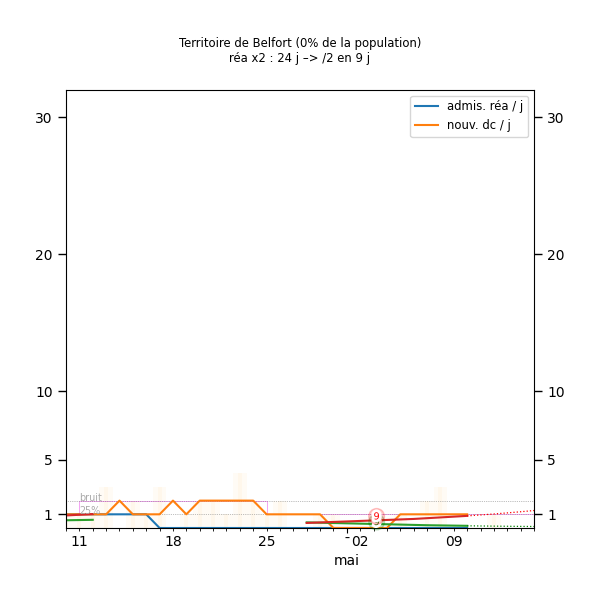 Territoire de Belfort (0% de la population)
réa x2 : 24 j –> /2 en 9 j
admis. réa / j
nouv. dc / j
30
30
20
20
10
10
5
5
bruit
25%
9
1
1
11
18
25
02
09
mai